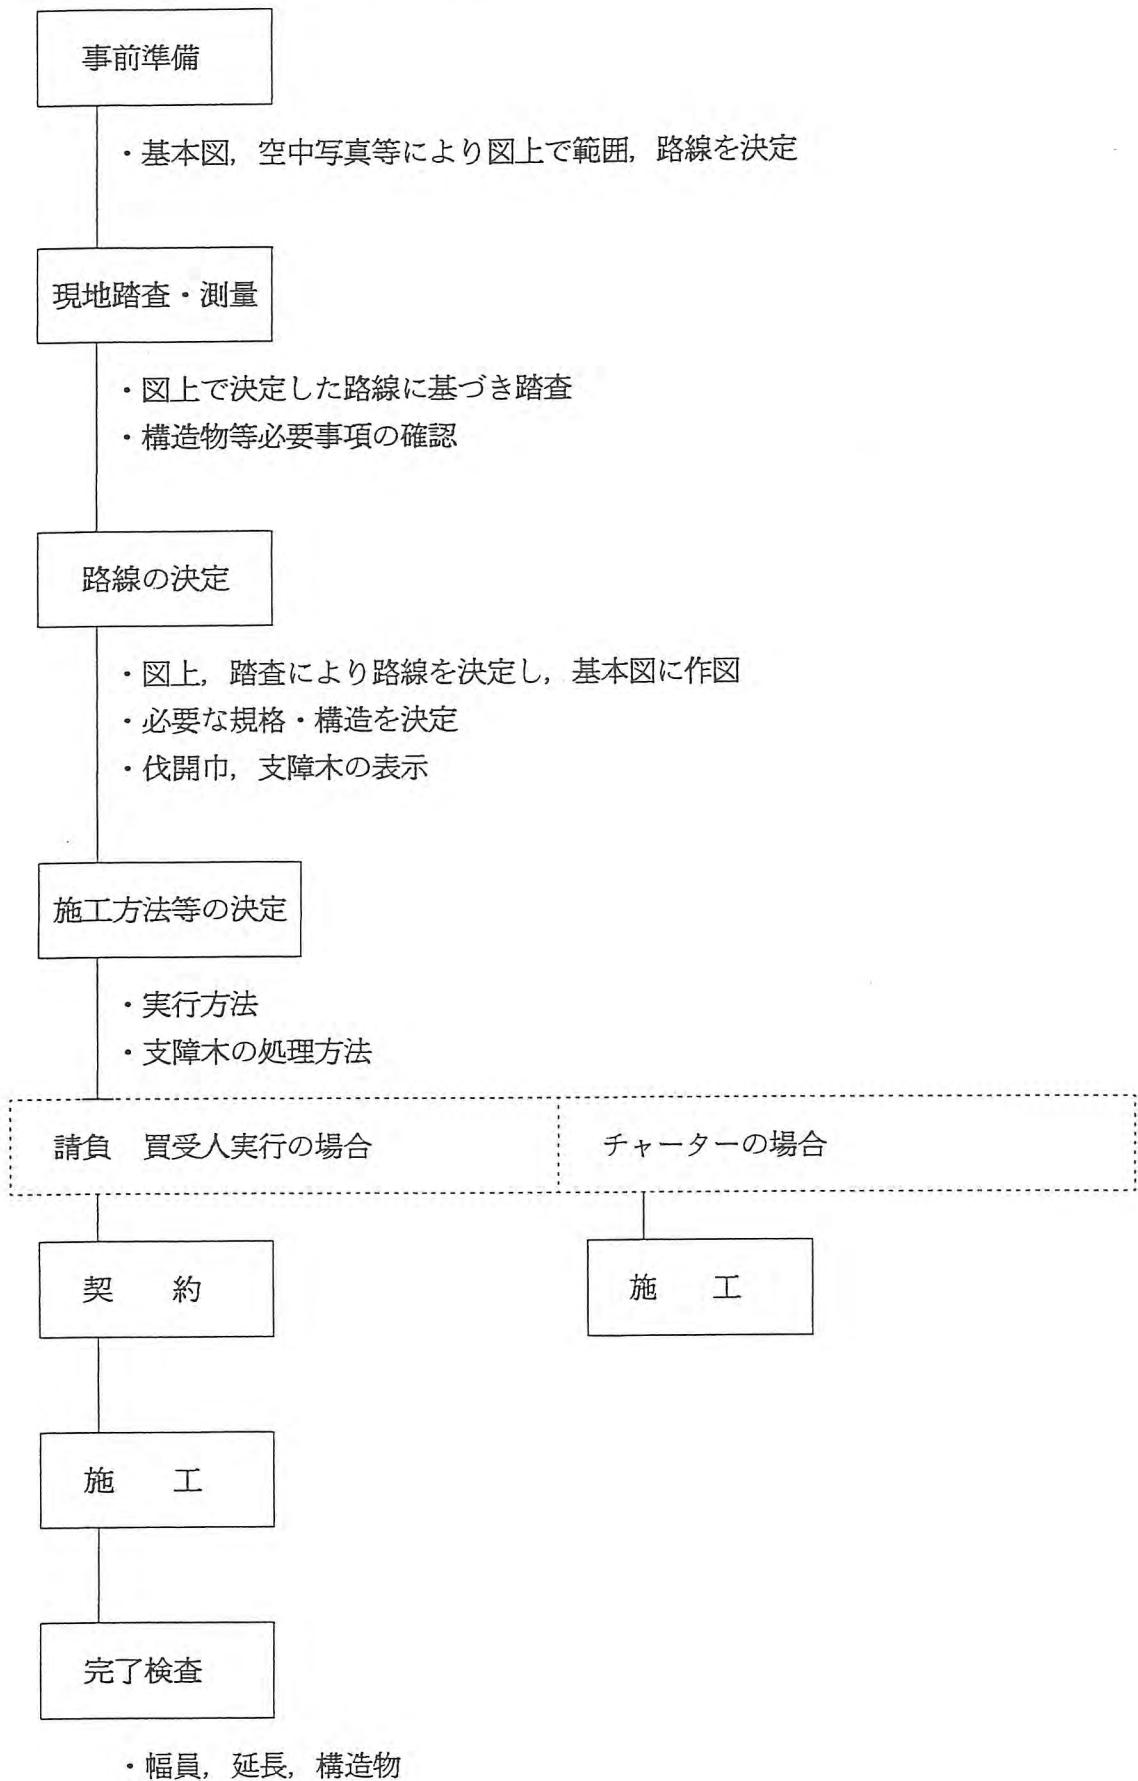 事前準備
・基本図，空中写真等により図上で範囲，路線を決定
現地踏査・測量
・図上で決定した路線に基づき踏査
・構造物等必要事項の確認
路線の決定
・図上，踏査により路線を決定し，基本図に作図
・必要な規格・構造を決定
・伐開巾，支障木の表示
施工方法等の決定
・実行方法
・支障木の処理方法
請負　買受人実行の場合
チャーターの場合
契　　約
施　　工
施　　工
完了検査
・幅員，延長，構造物